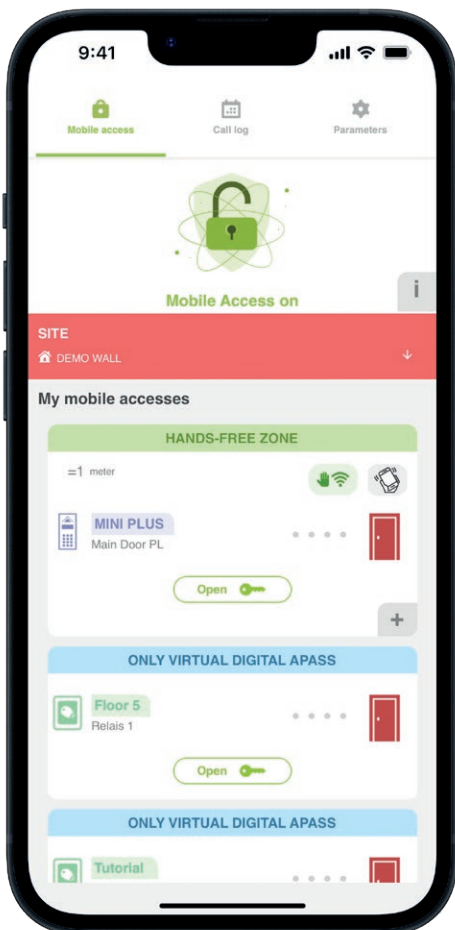 9:41
Mobile access
Call log
Parameters
Mobile Access on
i
SITE
DEMO WALL
My mobile accesses
HANDS-FREE ZONE
=1 meter
MINI PLUS
Main Door PL
Open
+
ONLY VIRTUAL DIGITAL APASS
Floor 5
Relais 1
Open
ONLY VIRTUAL DIGITAL APASS
Tutorial